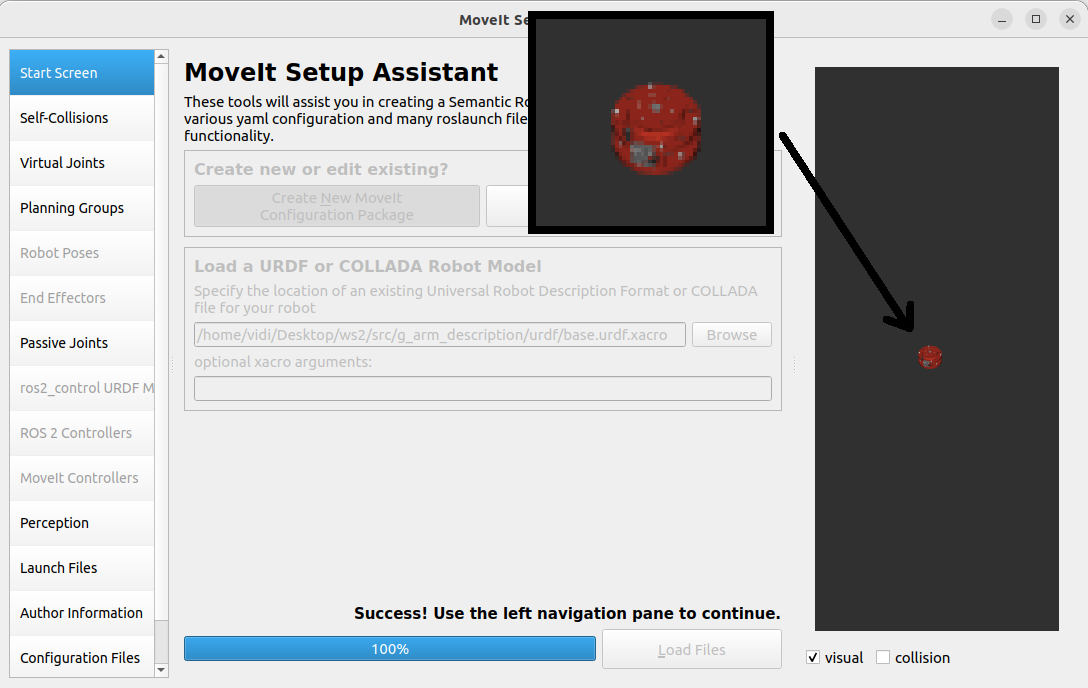 MoveIt Se
Start Screen
Self-Collisions
Virtual Joints
Planning Groups
Robot Poses
End Effectors
Passive Joints
ros2_control URDF M
ROS 2 Controllers
MoveIt Controllers
Perception
Launch Files
Author Information
Configuration Files
MoveIt Setup Assistant
These tools will assist you in creating a Semantic Ro
various yaml configuration and many roslaunch file
functionality.
Create new or edit existing?
Create New MoveIt
Configuration Package
Load a URDF or COLLADA Robot Model
Specify the location of an existing Universal Robot Description Format or COLLADA
file for your robot
/home/vidi/Desktop/ws2/src/g_arm_description/urdf/base.urdf.xacro
Browse
optional xacro arguments:
Success! Use the left navigation pane to continue.
100%
Load Files
visual
collision